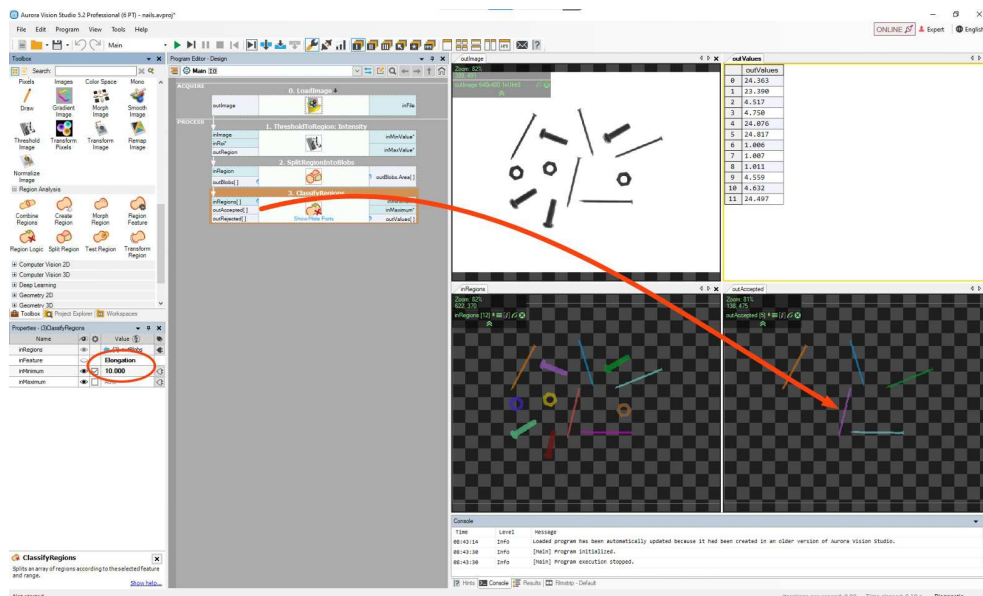 Aurora Vision Studio 5.2 Professional (6 PT) - nails.avproj*
File Edit Program View Tools Help
ONLINE Expert English
Main
Toolbox
Search:
Pixels Images Color Space Mono
Draw Gradient Image Morph Image Smooth Image
Threshold Image Transform Pixels Transform Image Remap Image
Normalize Image
Region Analysis
Combine Regions Create Region Morph Region Region Feature
Region Logic Split Region Test Region Transform Region
Computer Vision 2D
Computer Vision 3D
Deep Learning
Geometry 2D
Geometry 3D
Toolbox Project Explorer Workspaces
Properties - (3)ClassifyRegions
Name Value
inRegions outBlobs
inFeature Elongation
inMinimum 10.000
inMaximum Auto
ClassifyRegions
Splits an array of regions according to the selected feature and range.
Show help...
Not started.
Program Editor - Design
Main
ACQUIRE
0. LoadImage
outImage inFile
PROCESS
1. ThresholdToRegion: Intensity
inImage inMinValue*
inRoi*
outRegion inMaxValue*
2. SplitRegionIntoBlobs
inRegion
outBlobs[ ] outBlobs.Area[ ]
3. ClassifyRegions
inRegions[ ]
outAccepted[ ] inMaximum*
outRejected[ ] Show More Ports outValues[ ]
outImage
Zoom: 82%
outValues
outValues
0 24.363
1 23.390
2 4.517
3 4.750
4 24.076
5 24.817
6 1.006
7 1.007
8 1.011
9 4.559
10 4.632
11 24.497
inRegions
Zoom: 82%
622, 370
inRegions [12]
outAccepted
Zoom: 81%
138, 475
outAccepted [5]
Console
Time Level Message
08:43:14 Info Loaded program has been automatically updated because it had been created in an older version of Aurora Vision Studio.
08:43:30 Info [Main] Program initialized.
08:43:30 Info [Main] Program execution stopped.
Hints Console Results Filmstrip - Default